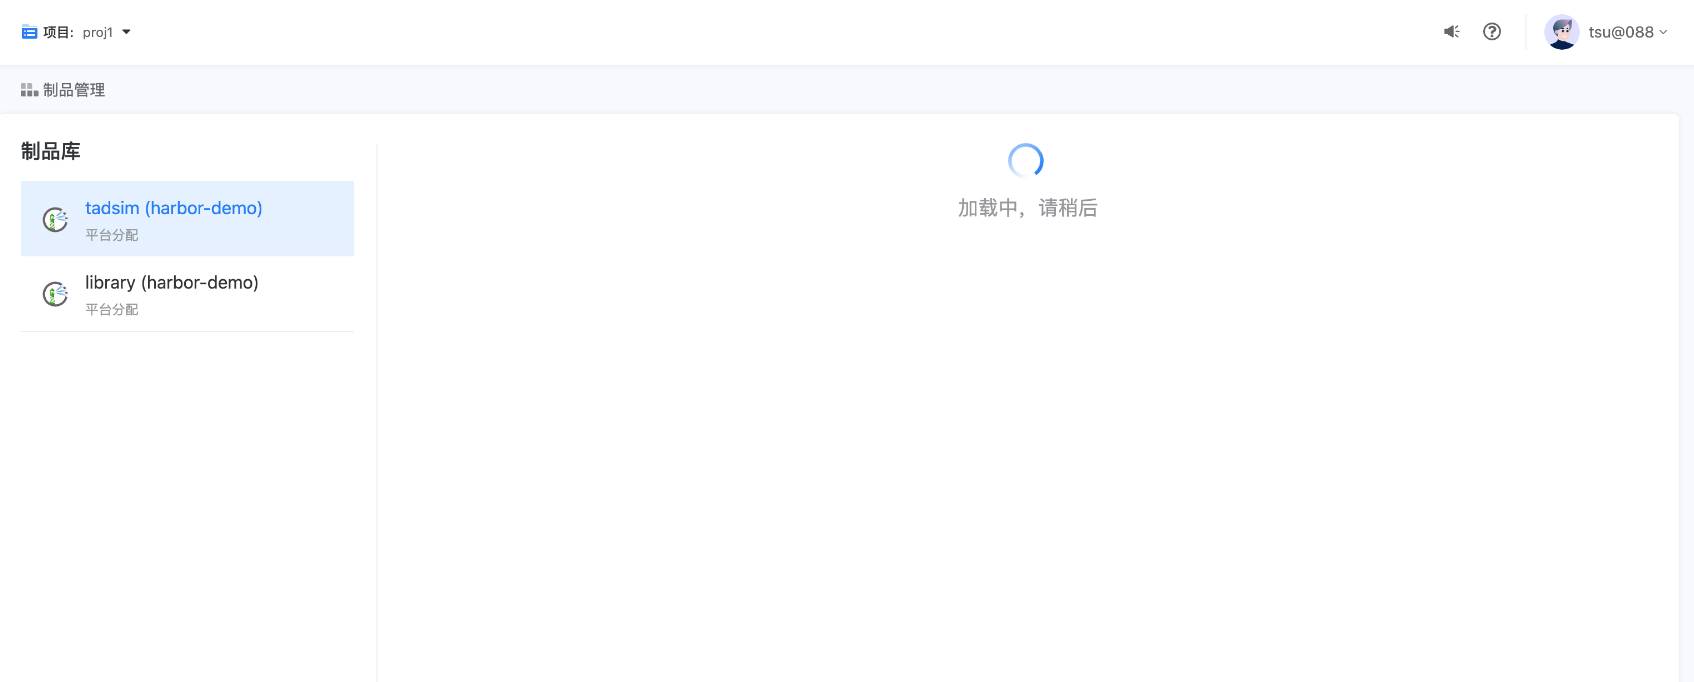 项目: proj1
tsu@088
制品管理
制品库
tadsim (harbor-demo)
平台分配
library (harbor-demo)
平台分配
加载中，请稍后